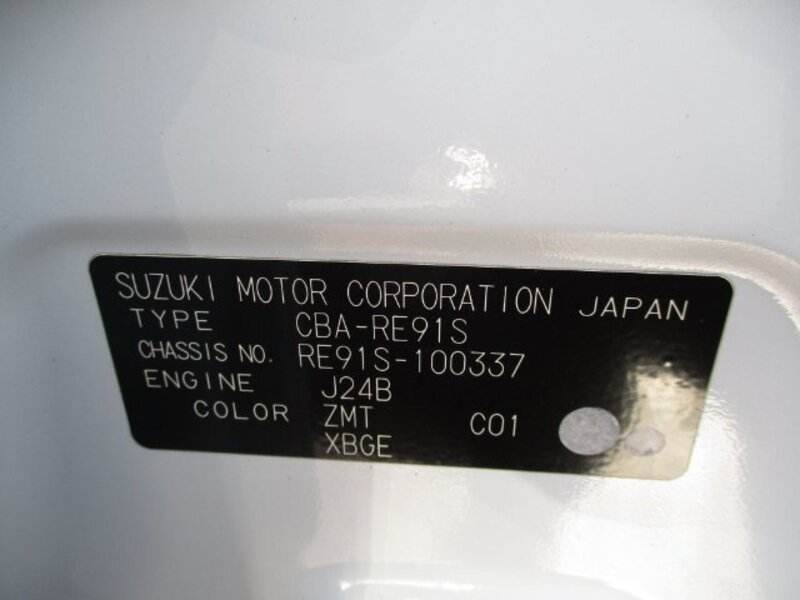 SUZUKI MOTOR CORPORATION JAPAN
TYPE CBA-RE91S
CHASSIS NO. RE91S-100337
ENGINE J24B
COLOR ZMT C01
XBGE